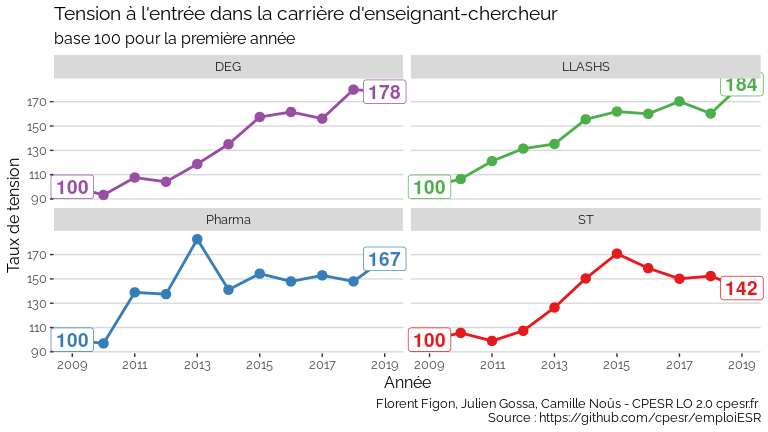 Tension à l'entrée dans la carrière d'enseignant-chercheur
base 100 pour la première année
DEG
LLASHS
170
150
130
110
90
100
178
100
184
Pharma
ST
170
150
130
110
90
100
167
100
142
2009 2011 2013 2015 2017 2019
2009 2011 2013 2015 2017 2019
Taux de tension
Année
Florent Figon, Julien Gossa, Camille Noûs - CPESR LO 2.0 cpesr.fr
Source : https://github.com/cpesr/emploiESR